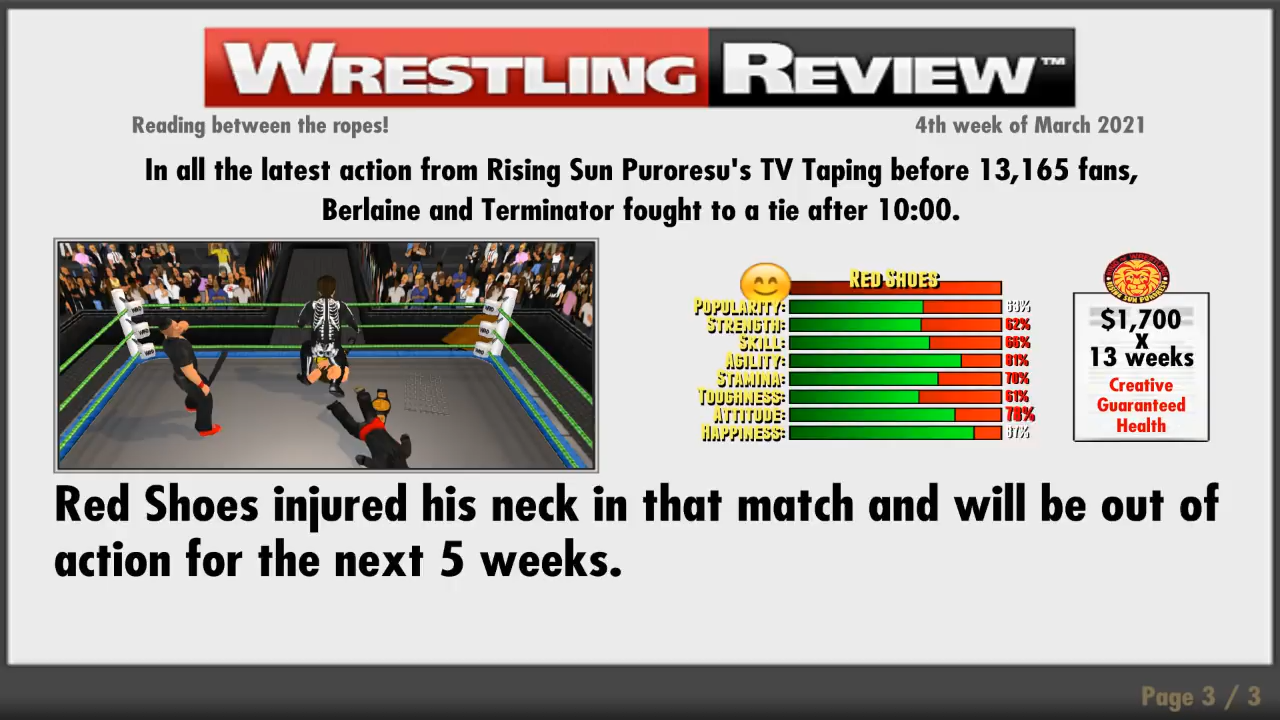 WRESTLING REVIEW™
Reading between the ropes!
4th week of March 2021
In all the latest action from Rising Sun Puroresu's TV Taping before 13,165 fans,
Berlaine and Terminator fought to a tie after 10:00.
RED SHOES
POPULARITY: 63%
STRENGTH: 62%
SKILL: 66%
AGILITY: 81%
STAMINA: 70%
TOUGHNESS: 61%
ATTITUDE: 78%
HAPPINESS: 87%
$1,700
X
13 weeks
Creative
Guaranteed
Health
Red Shoes injured his neck in that match and will be out of
action for the next 5 weeks.
Page 3 / 3